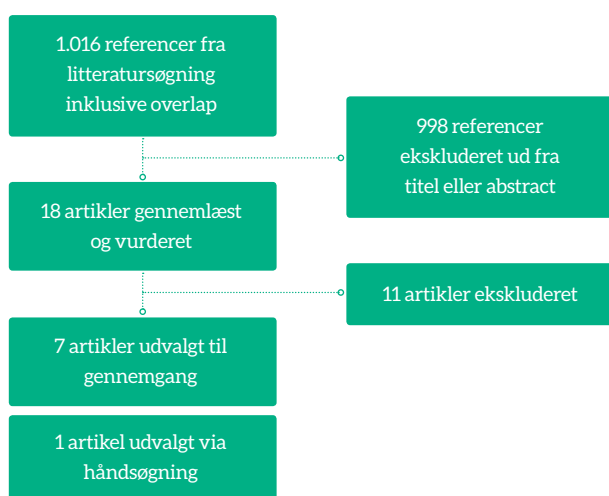 1.016 referencer fra
litteratursøgning
inklusive overlap
998 referencer
ekskluderet ud fra
titel eller abstract
18 artikler gennemlæst
og vurderet
11 artikler ekskluderet
7 artikler udvalgt til
gennemgang
1 artikel udvalgt via
håndsøgning